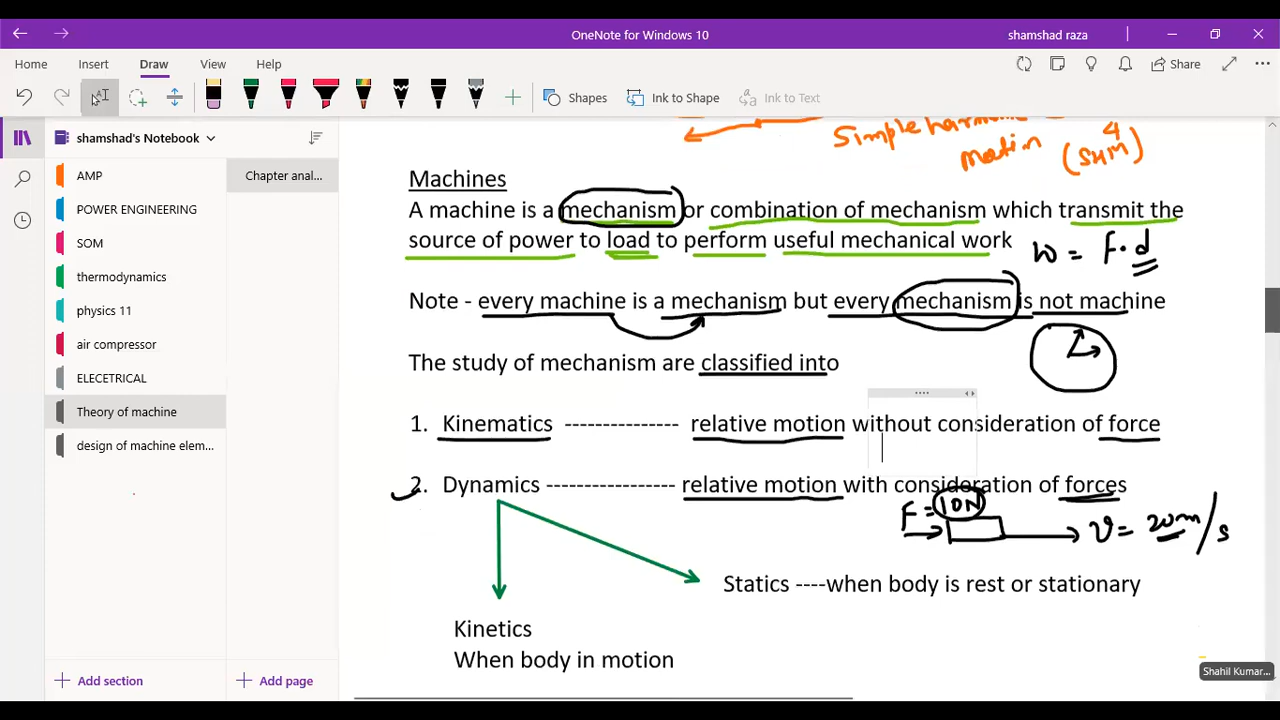 OneNote for Windows 10
shamshad raza
Home
Insert
Draw
View
Help
Share
Shapes
Ink to Shape
Ink to Text
shamshad's Notebook
AMP
POWER ENGINEERING
SOM
thermodynamics
physics 11
air compressor
ELECETRICAL
Theory of machine
design of machine elem...
Add section
Chapter anal...
Add page
Simple harmonic
motion (SHM)
4
Machines
A machine is a mechanism or combination of mechanism which transmit the
source of power to load to perform useful mechanical work
W = F·d
Note - every machine is a mechanism but every mechanism is not machine
The study of mechanism are classified into
1. Kinematics --------------- relative motion without consideration of force
2. Dynamics ----------------- relative motion with consideration of forces
F = 10N
V = 20m/s
Statics ----when body is rest or stationary
Kinetics
When body in motion
Shahil Kumar...